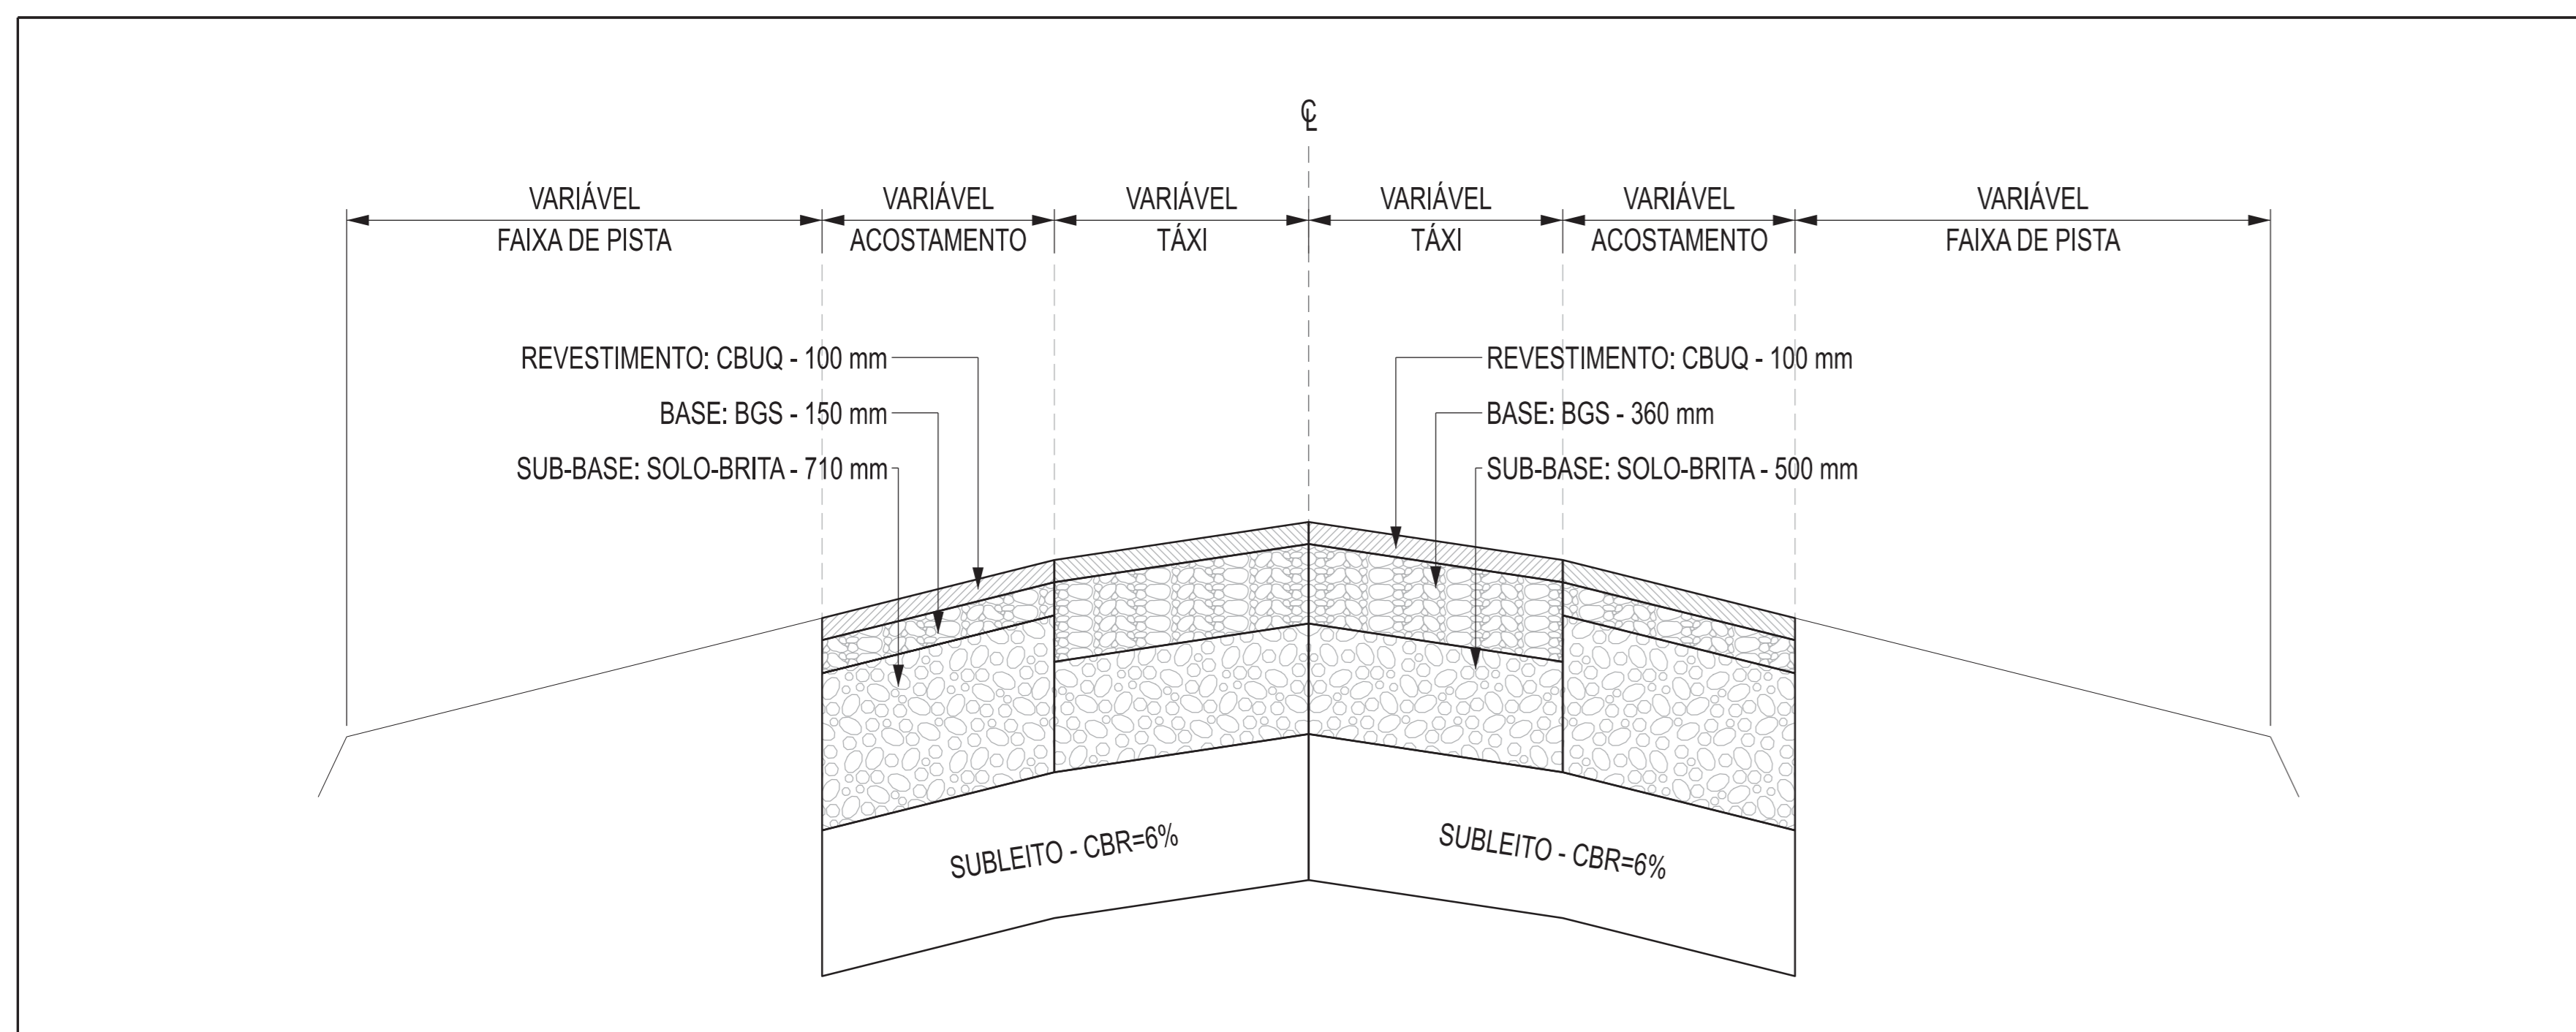 ℄
VARIÁVEL
FAIXA DE PISTA
VARIÁVEL
ACOSTAMENTO
VARIÁVEL
TÁXI
VARIÁVEL
TÁXI
VARIÁVEL
ACOSTAMENTO
VARIÁVEL
FAIXA DE PISTA
REVESTIMENTO: CBUQ - 100 mm
BASE: BGS - 150 mm
SUB-BASE: SOLO-BRITA - 710 mm
REVESTIMENTO: CBUQ - 100 mm
BASE: BGS - 360 mm
SUB-BASE: SOLO-BRITA - 500 mm
SUBLEITO - CBR=6%
SUBLEITO - CBR=6%